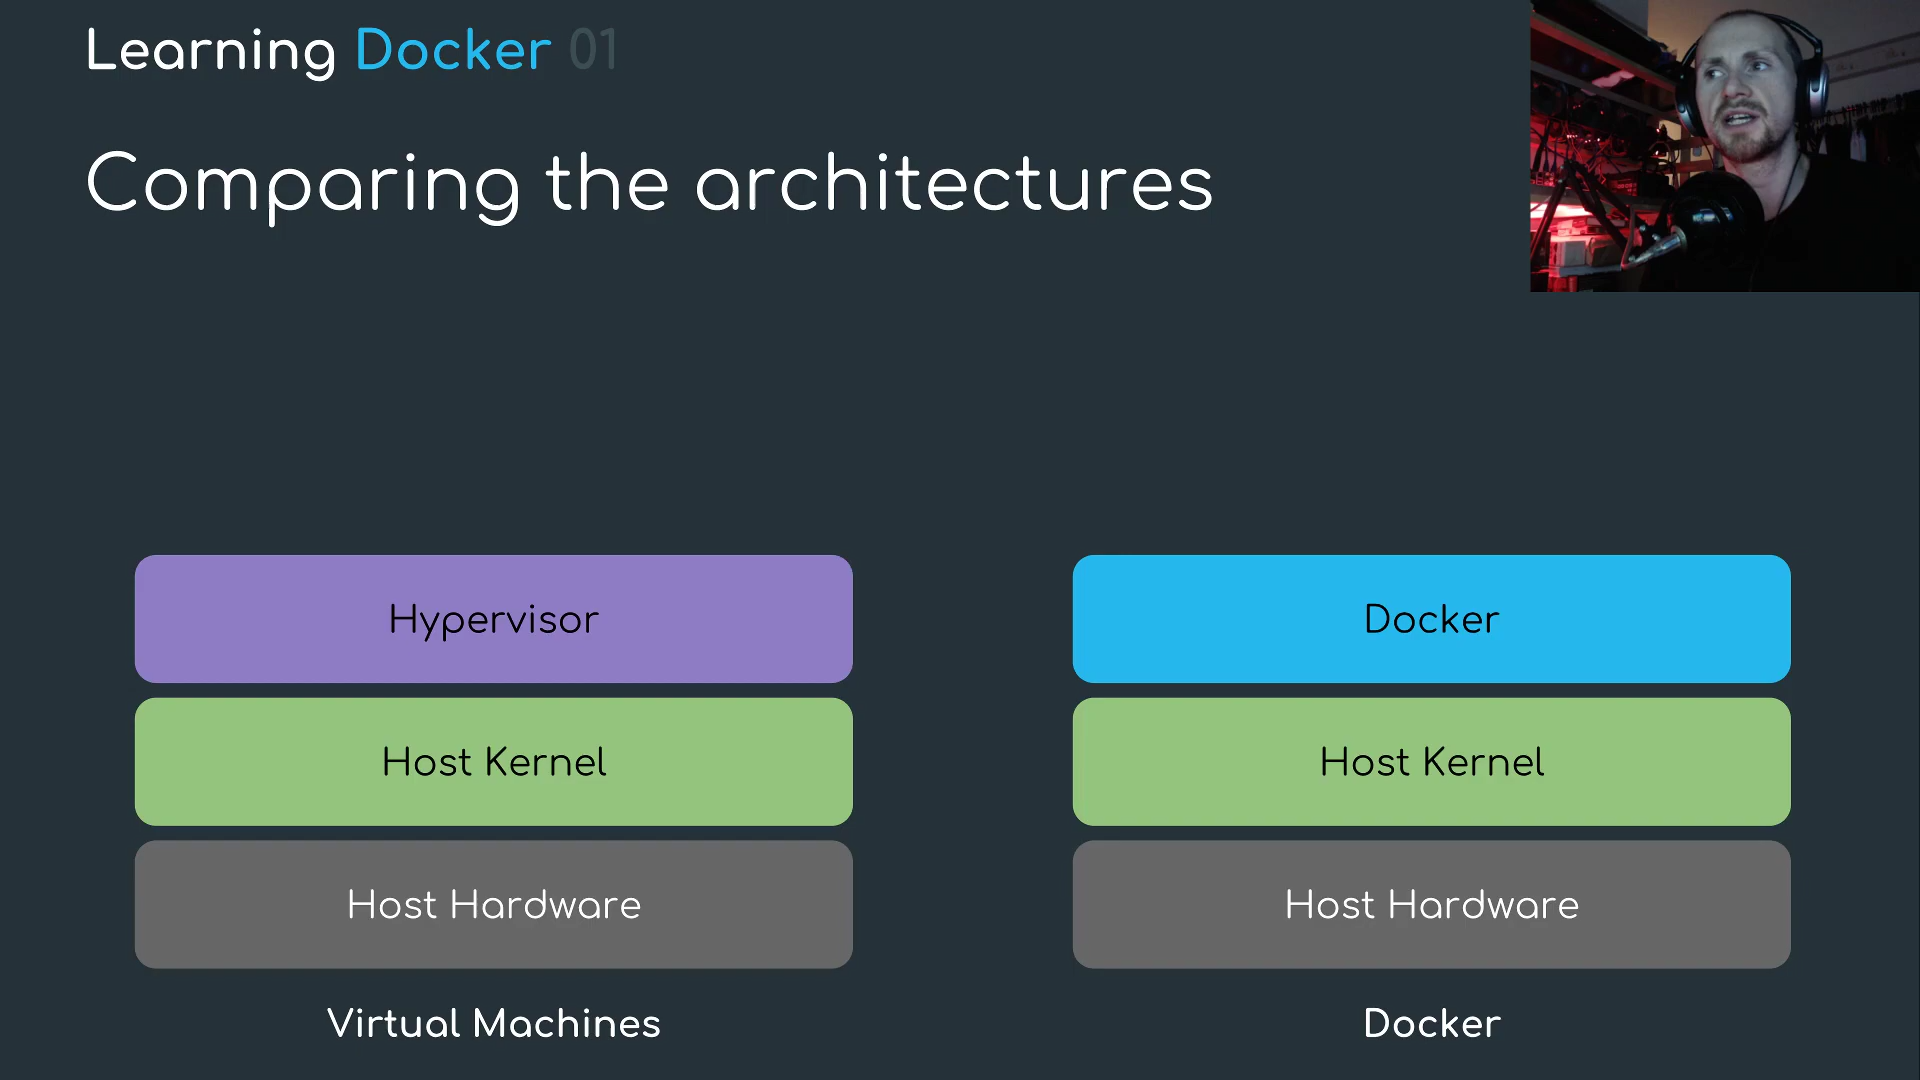 Learning Docker 01
Comparing the architectures
Hypervisor
Host Kernel
Host Hardware
Virtual Machines
Docker
Host Kernel
Host Hardware
Docker